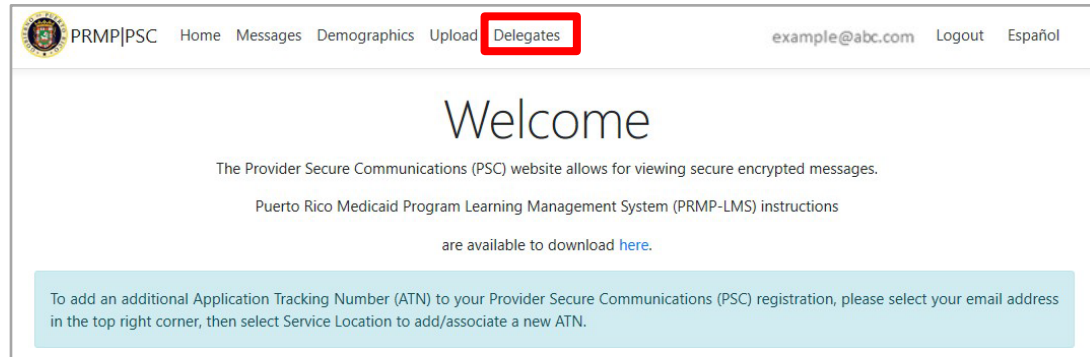 PRMP|PSC Home Messages Demographics Upload Delegates example@abc.com Logout Español
Welcome
The Provider Secure Communications (PSC) website allows for viewing secure encrypted messages.
Puerto Rico Medicaid Program Learning Management System (PRMP-LMS) instructions
are available to download here.
To add an additional Application Tracking Number (ATN) to your Provider Secure Communications (PSC) registration, please select your email address
in the top right corner, then select Service Location to add/associate a new ATN.